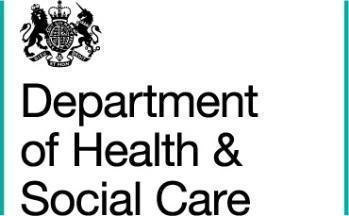 Department
of Health &
Social Care